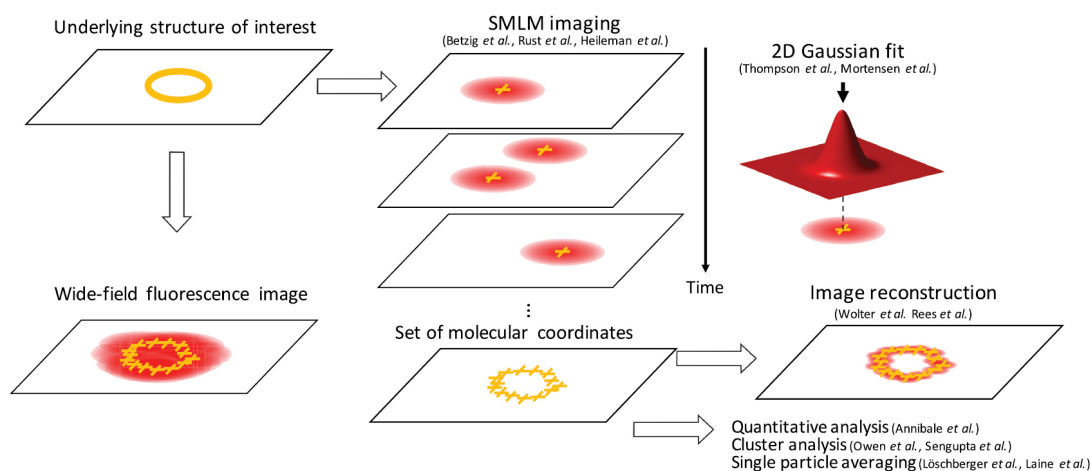 Underlying structure of interest
SMLM imaging
(Betzig et al., Rust et al., Heileman et al.)
2D Gaussian fit
(Thompson et al., Mortensen et al.)
Time
Wide-field fluorescence image
Set of molecular coordinates
Image reconstruction
(Wolter et al. Rees et al.)
Quantitative analysis (Annibale et al.)
Cluster analysis (Owen et al., Sengupta et al.)
Single particle averaging (Löschberger et al., Laine et al.)